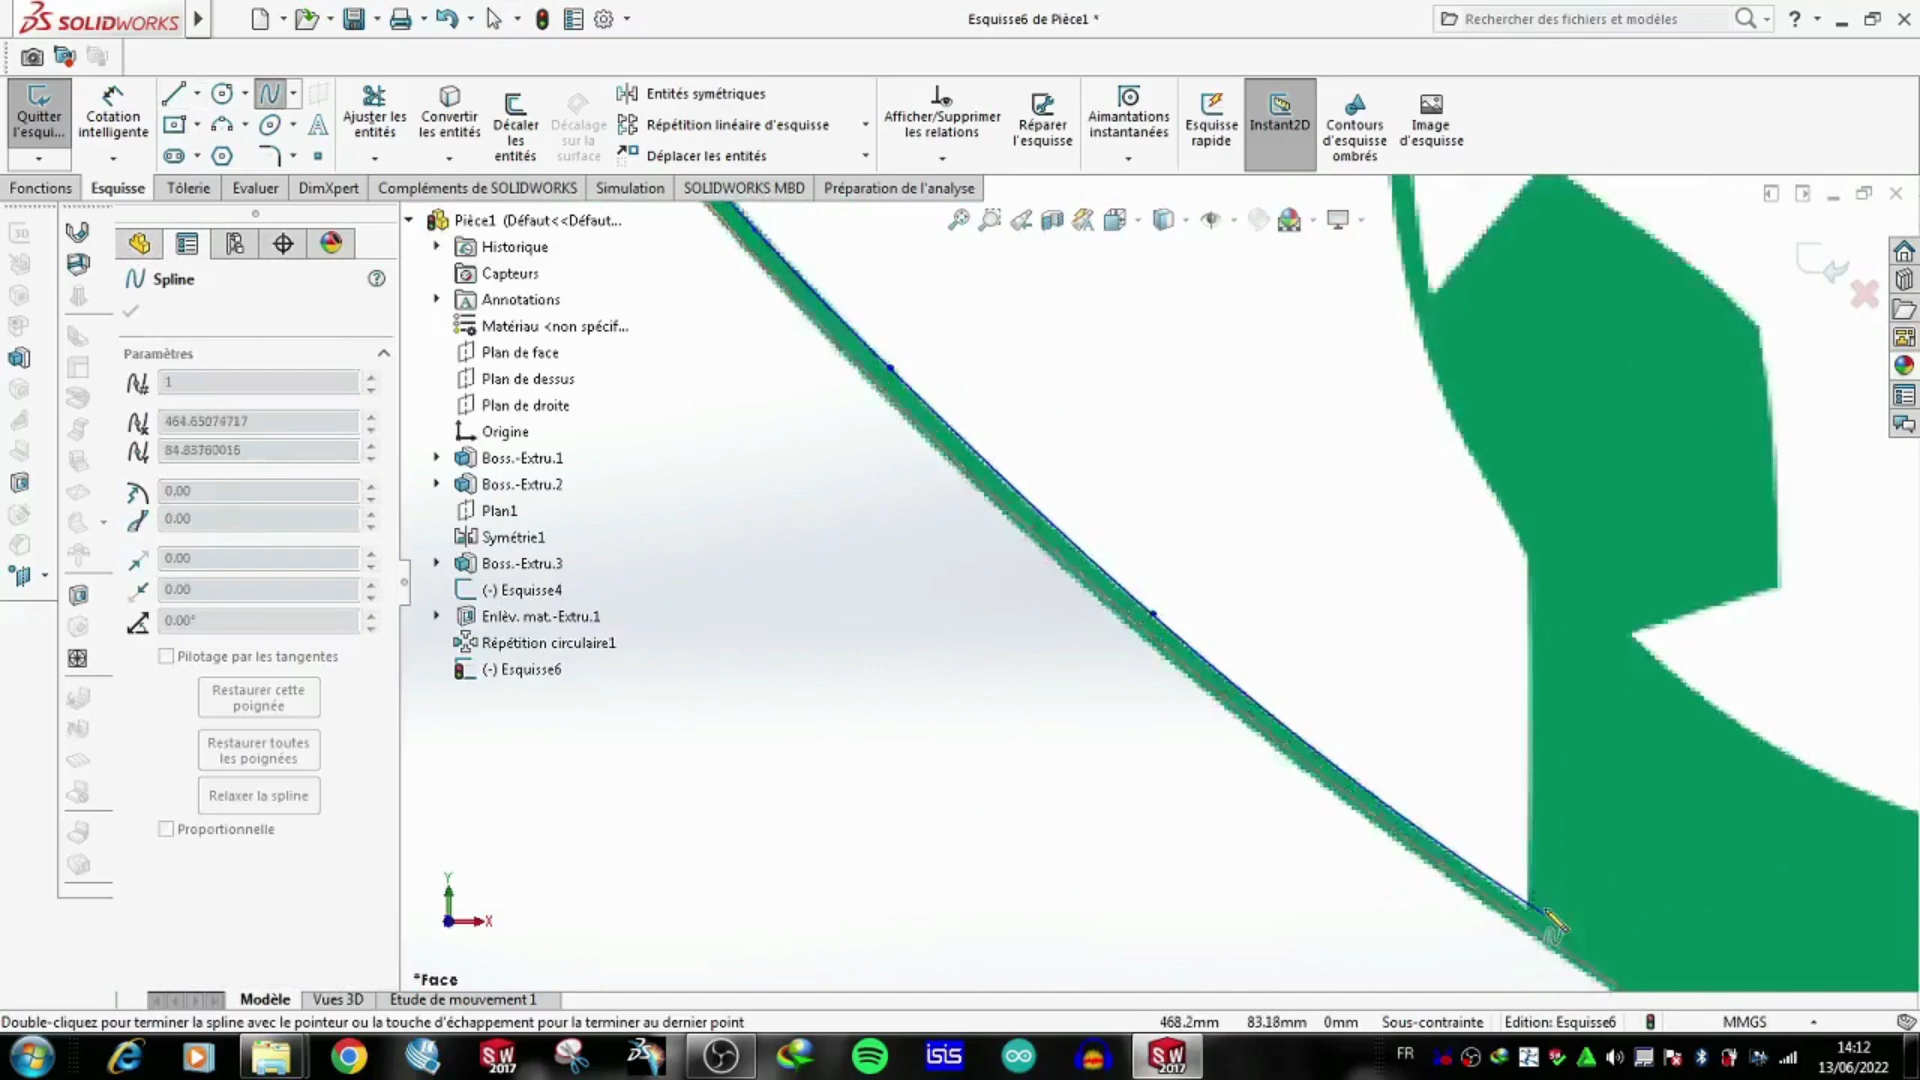 SOLIDWORKS
Esquisse6 de Pièce1 *
Rechercher des fichiers et modèles
?
Quitter l'esqui...
Cotation intelligente
Ajuster les entités
Convertir les entités
Décaler les entités
Décalage sur la surface
Entités symétriques
Répétition linéaire d'esquisse
Déplacer les entités
Afficher/Supprimer les relations
Réparer l'esquisse
Aimantations instantanées
Esquisse rapide
Instant2D
Contours d'esquisse ombrés
Image d'esquisse
Fonctions
Esquisse
Tôlerie
Evaluer
DimXpert
Compléments de SOLIDWORKS
Simulation
SOLIDWORKS MBD
Préparation de l'analyse
Spline
Paramètres
1
464.65074717
84.83760016
0.00
0.00
0.00
0.00
0.00°
Pilotage par les tangentes
Restaurer cette poignée
Restaurer toutes les poignées
Relaxer la spline
Proportionnelle
Pièce1 (Défaut<<Défaut...
Historique
Capteurs
Annotations
Matériau <non spécif...
Plan de face
Plan de dessus
Plan de droite
Origine
Boss.-Extru.1
Boss.-Extru.2
Plan1
Symétrie1
Boss.-Extru.3
(-) Esquisse4
Enlèv. mat.-Extru.1
Répétition circulaire1
(-) Esquisse6
Y
X
*Face
Modèle
Vues 3D
Etude de mouvement 1
Double-cliquez pour terminer la spline avec le pointeur ou la touche d'échappement pour la terminer au dernier point
468.2mm
83.18mm
0mm
Sous-contrainte
Edition: Esquisse6
MMGS
SW 2017
isis
SW 2017
FR
14:12
13/06/2022